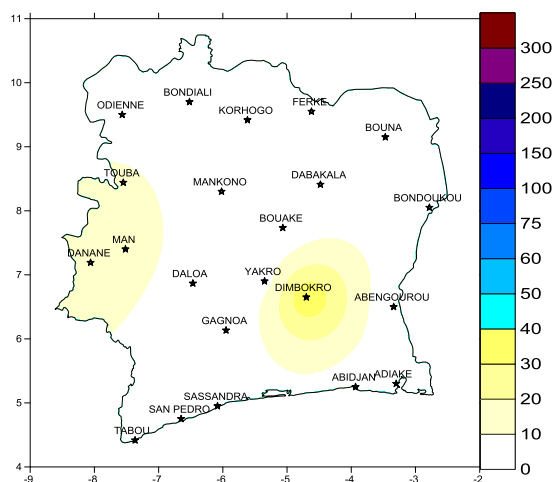 11
10
9
8
7
6
5
4
-9
-8
-7
-6
-5
-4
-3
-2
ODIENNE
BONDIALI
KORHOGO
FERKE
BOUNA
TOUBA
MANKONO
DABAKALA
BONDOUKOU
BOUAKE
MAN
DANANE
DALOA
YAKRO
DIMBOKRO
ABENGOUROU
GAGNOA
ABIDJAN
ADIAKE
SASSANDRA
SAN PEDRO
TABOU
300
250
200
150
100
75
60
50
40
30
20
10
0